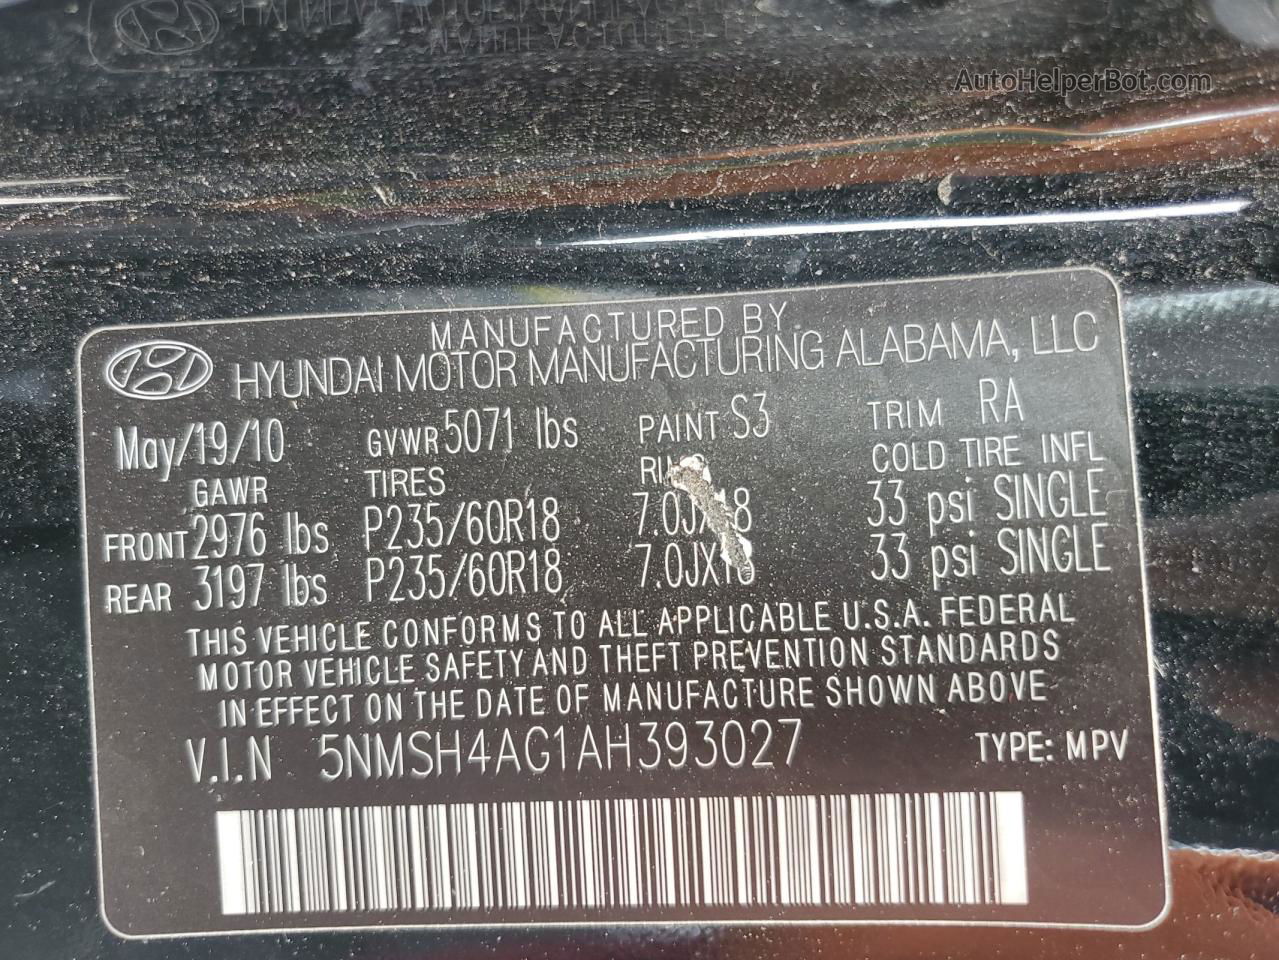 AutoHelperBot.com
MANUFACTURED BY
HYUNDAI MOTOR MANUFACTURING ALABAMA, LLC
May/19/10 GVWR 5071 lbs PAINT S3 TRIM RA
GAWR TIRES COLD TIRE INFL
FRONT 2976 lbs P235/60R18 33 psi SINGLE
REAR 3197 lbs P235/60R18 33 psi SINGLE
THIS VEHICLE CONFORMS TO ALL APPLICABLE U.S.A. FEDERAL
MOTOR VEHICLE SAFETY AND THEFT PREVENTION STANDARDS
IN EFFECT ON THE DATE OF MANUFACTURE SHOWN ABOVE
V.I.N 5NMSH4AG1AH393027 TYPE: MPV